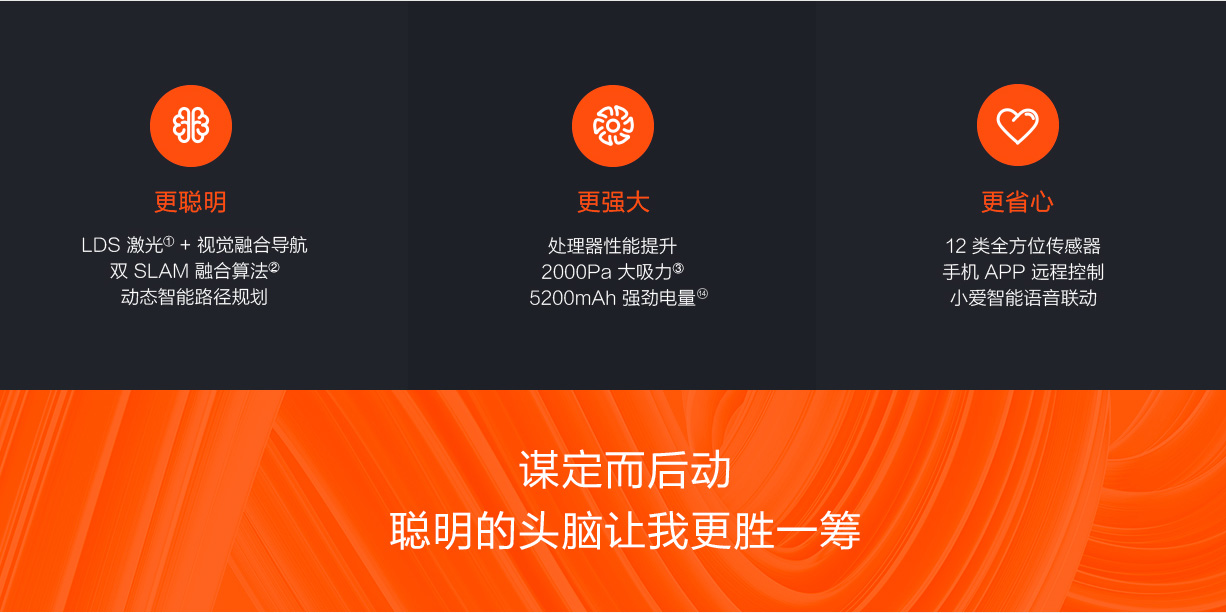 更聪明
LDS 激光① + 视觉融合导航
双 SLAM 融合算法②
动态智能路径规划
更强大
处理器性能提升
2000Pa 大吸力③
5200mAh 强劲电量⑭
更省心
12 类全方位传感器
手机 APP 远程控制
小爱智能语音联动
谋定而后动
聪明的头脑让我更胜一筹